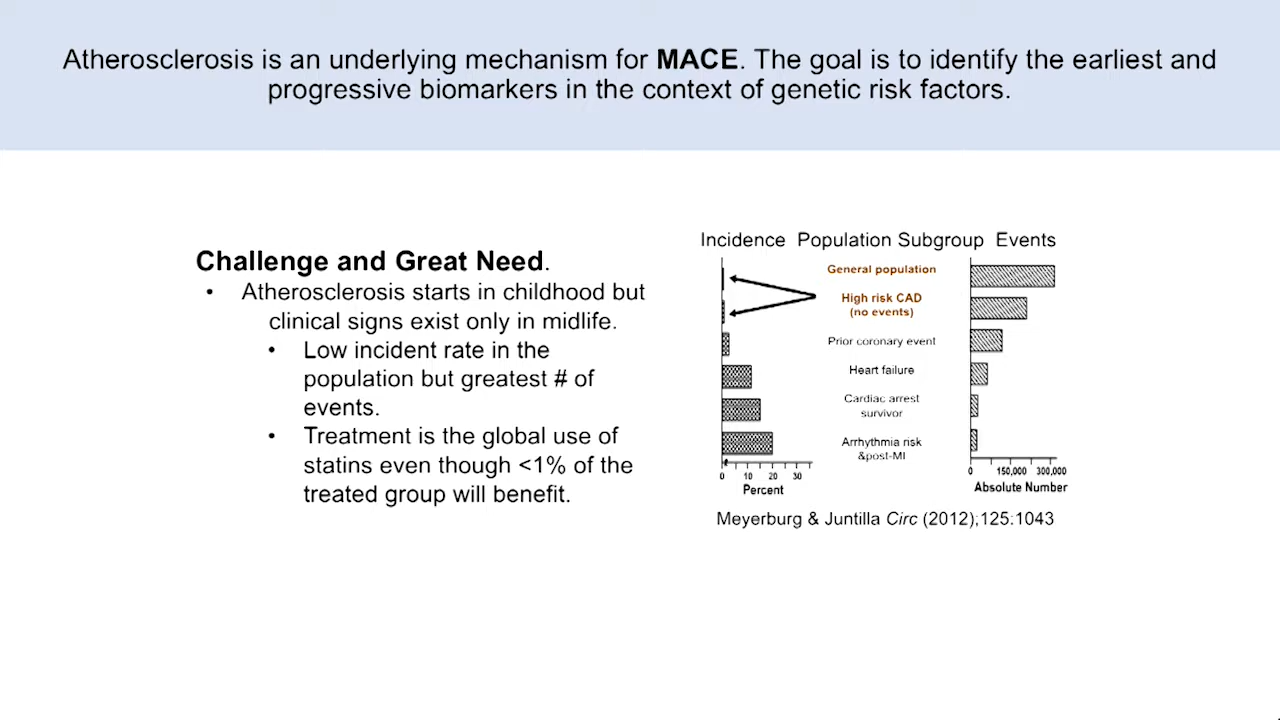 Atherosclerosis is an underlying mechanism for MACE. The goal is to identify the earliest and
progressive biomarkers in the context of genetic risk factors.
Challenge and Great Need.
• Atherosclerosis starts in childhood but
clinical signs exist only in midlife.
• Low incident rate in the
population but greatest # of
events.
• Treatment is the global use of
statins even though <1% of the
treated group will benefit.
Incidence Population Subgroup Events
General population
High risk CAD
(no events)
Prior coronary event
Heart failure
Cardiac arrest
survivor
Arrhythmia risk
&post-MI
0 10 20 30
Percent
0 150,000 300,000
Absolute Number
Meyerburg & Juntilla Circ (2012);125:1043